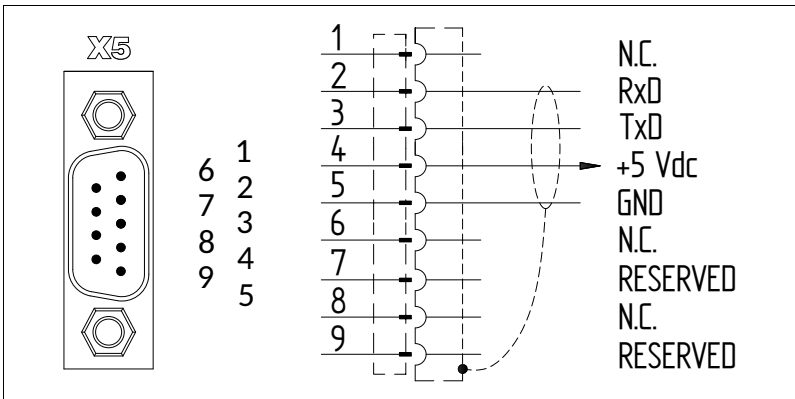 X5
6 1
7 2
8 3
9 4
5
1 N.C.
2 RxD
3 TxD
4 +5 Vdc
5 GND
6 N.C.
7 RESERVED
8 N.C.
9 RESERVED